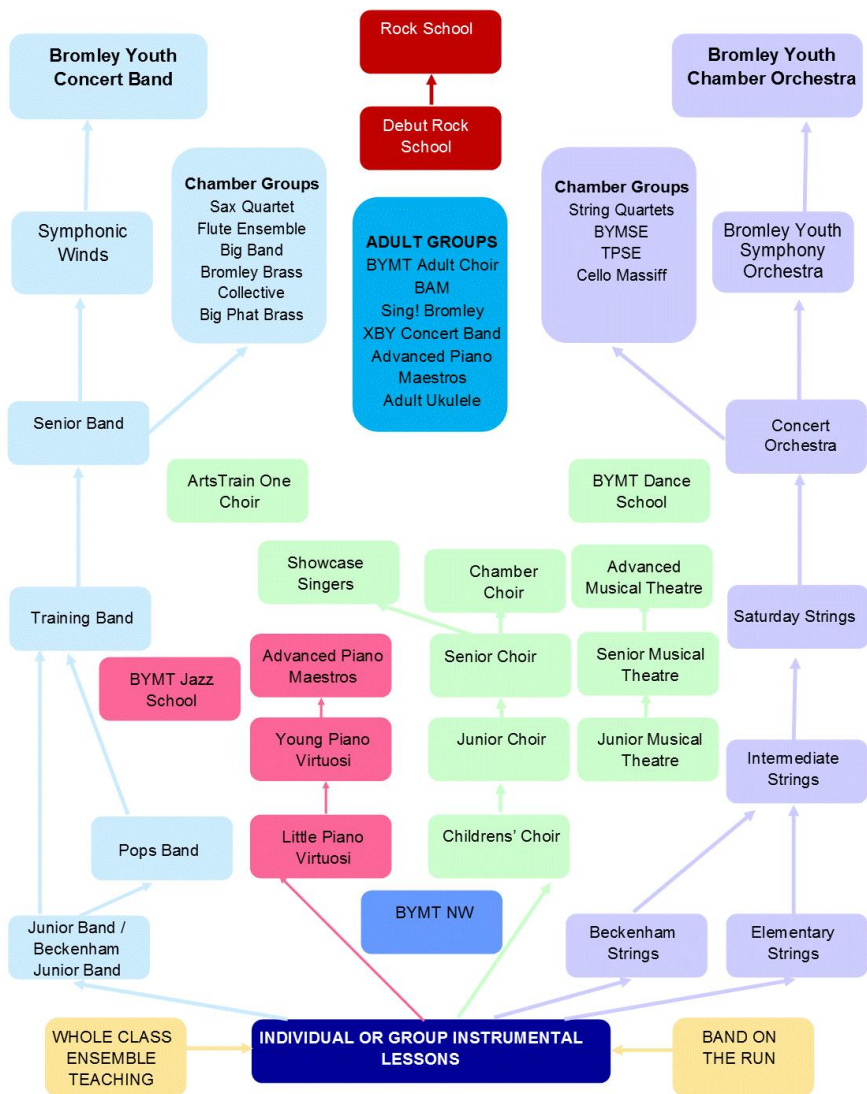 Rock School
Bromley Youth
Concert Band
Bromley Youth
Chamber Orchestra
Debut Rock
School
Chamber Groups
Sax Quartet
Flute Ensemble
Big Band
Bromley Brass
Collective
Big Phat Brass
Chamber Groups
String Quartets
BYMSE
TPSE
Cello Massiff
Symphonic
Winds
ADULT GROUPS
BYMT Adult Choir
BAM
Sing! Bromley
XBY Concert Band
Advanced Piano
Maestros
Adult Ukulele
Bromley Youth
Symphony
Orchestra
Senior Band
Concert
Orchestra
ArtsTrain One
Choir
BYMT Dance
School
Showcase
Singers
Chamber
Choir
Advanced
Musical Theatre
Training Band
Saturday Strings
BYMT Jazz
School
Advanced Piano
Maestros
Senior Choir
Senior Musical
Theatre
Young Piano
Virtuosi
Junior Choir
Junior Musical
Theatre
Intermediate
Strings
Pops Band
Little Piano
Virtuosi
Childrens’ Choir
BYMT NW
Junior Band /
Beckenham
Junior Band
Beckenham
Strings
Elementary
Strings
WHOLE CLASS
ENSEMBLE
TEACHING
INDIVIDUAL OR GROUP INSTRUMENTAL
LESSONS
BAND ON
THE RUN